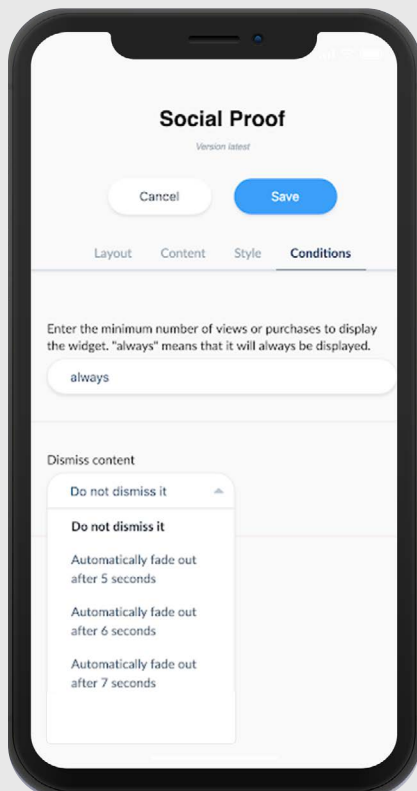 Social Proof
Version latest
Cancel
Save
Layout Content Style Conditions
Enter the minimum number of views or purchases to display
the widget. "always" means that it will always be displayed.
always
Dismiss content
Do not dismiss it
Do not dismiss it
Automatically fade out
after 5 seconds
Automatically fade out
after 6 seconds
Automatically fade out
after 7 seconds